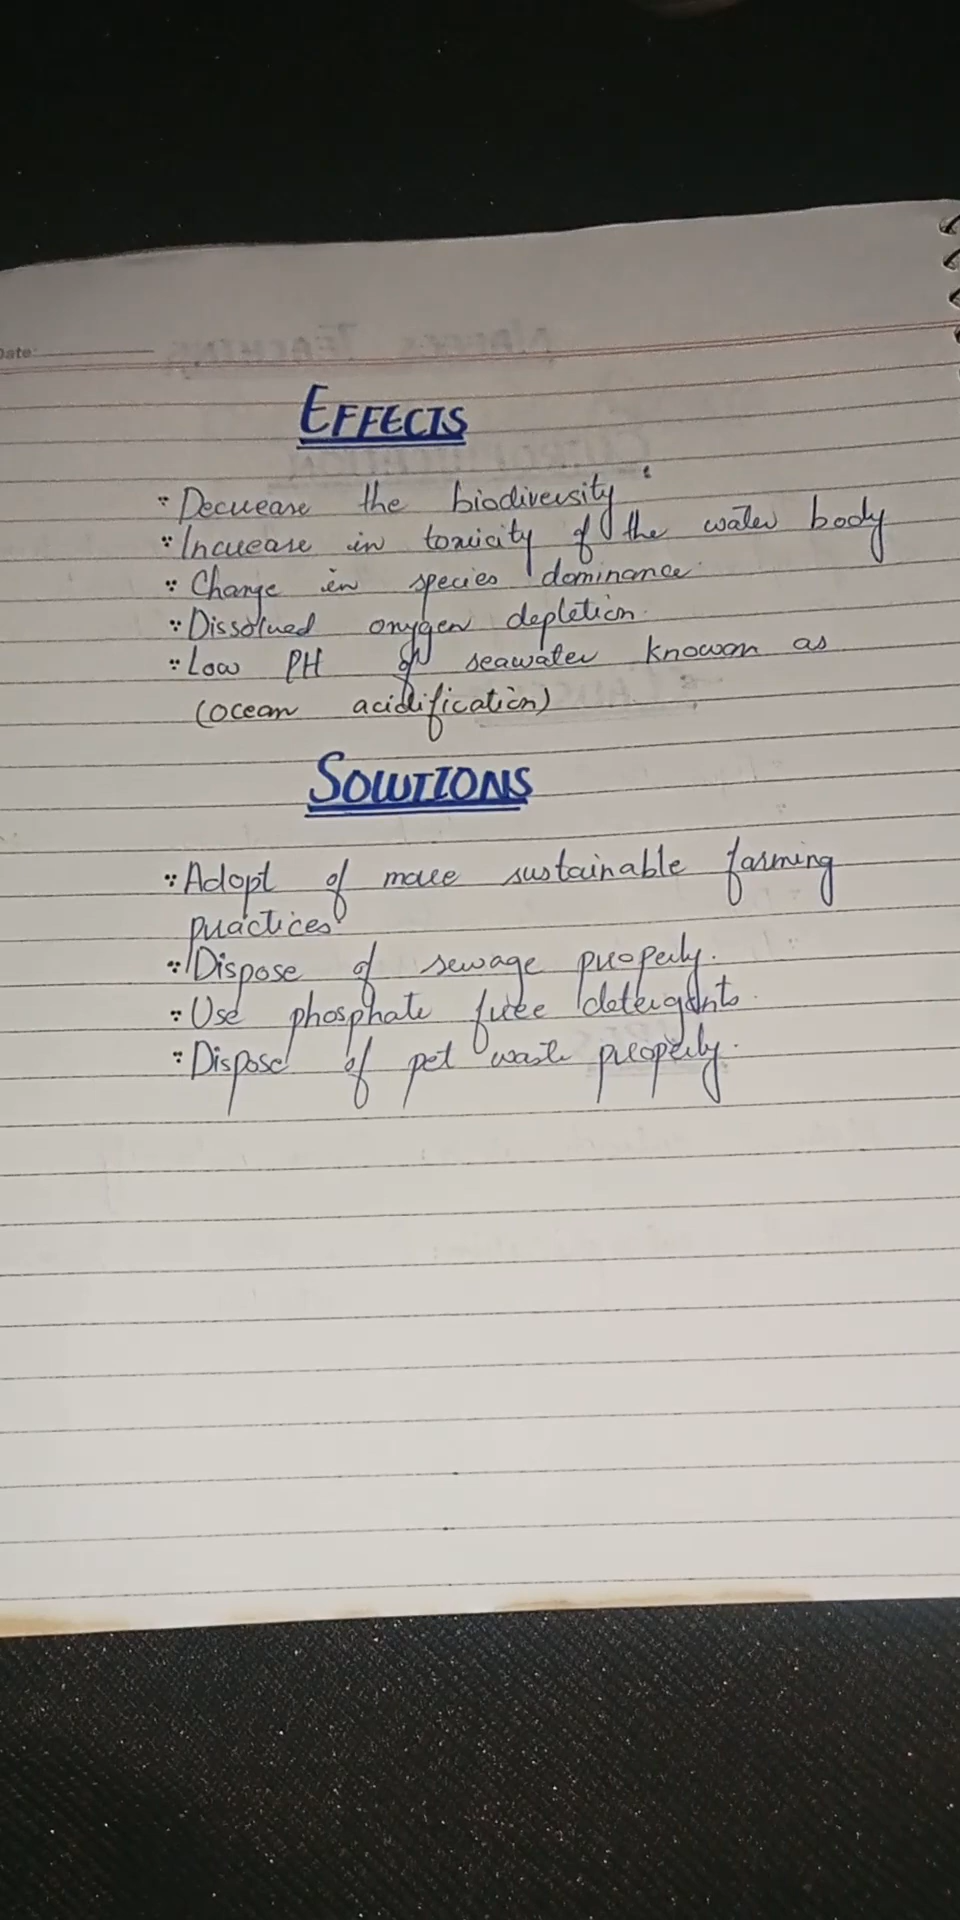 Date:
EFFECTS
∵ Decrease the biodiversity
∵ Increase in toxicity of the water body
∵ Change in species dominance.
∵ Dissolved oxygen depletion.
∵ Low PH of seawater knowon as
(ocean acidification)
SOLUTIONS
∵ Adopt of more sustainable farming
practices
∵ Dispose of sewage properly.
∵ Use phosphate free detergents.
∵ Dispose of pet waste properly.